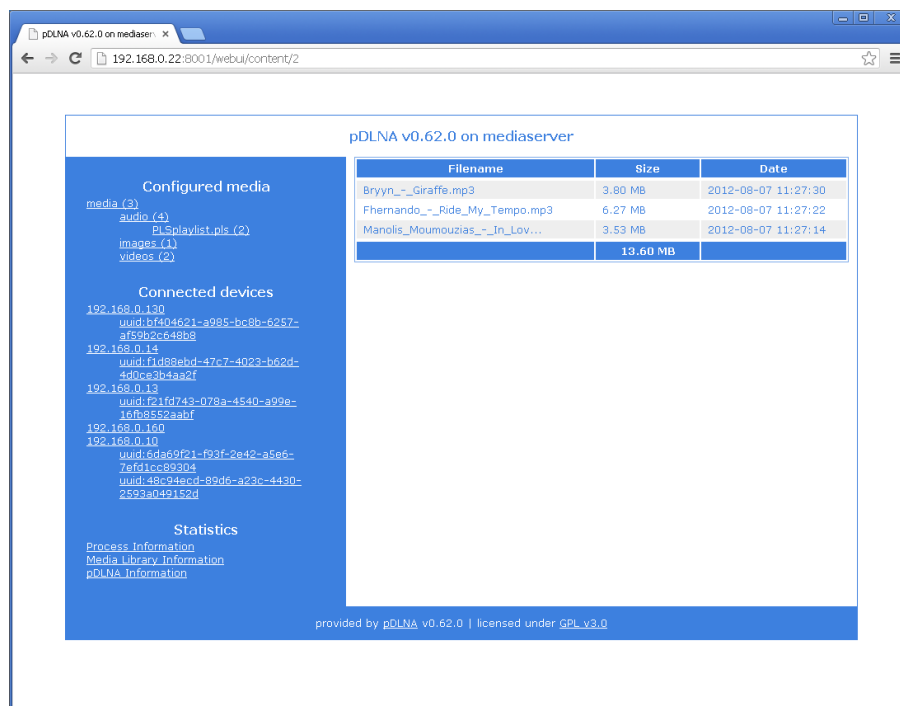 pDLNA v0.62.0 on mediaserv
192.168.0.22:8001/webui/content/2
pDLNA v0.62.0 on mediaserver
Configured media
media (3)
audio (4)
PLSplaylist.pls (2)
images (1)
videos (2)
Connected devices
192.168.0.130
uuid:bf404621-a985-bc8b-6257-
af59b2c648b8
192.168.0.14
uuid:f1d88ebd-47c7-4023-b62d-
4d0ce3b4aa2f
192.168.0.13
uuid:f21fd743-078a-4540-a99e-
16fb8552aabf
192.168.0.160
192.168.0.10
uuid:6da69f21-f93f-2e42-a5e6-
7efd1cc89304
uuid:48c94ecd-89d6-a23c-4430-
2593a049152d
Statistics
Process Information
Media Library Information
pDLNA Information
Filename Size Date
Bryyn_-_Giraffe.mp3 3.80 MB 2012-08-07 11:27:30
Fhernando_-_Ride_My_Tempo.mp3 6.27 MB 2012-08-07 11:27:22
Manolis_Moumouzias_-_In_Lov... 3.53 MB 2012-08-07 11:27:14
13.60 MB
provided by pDLNA v0.62.0 | licensed under GPL v3.0